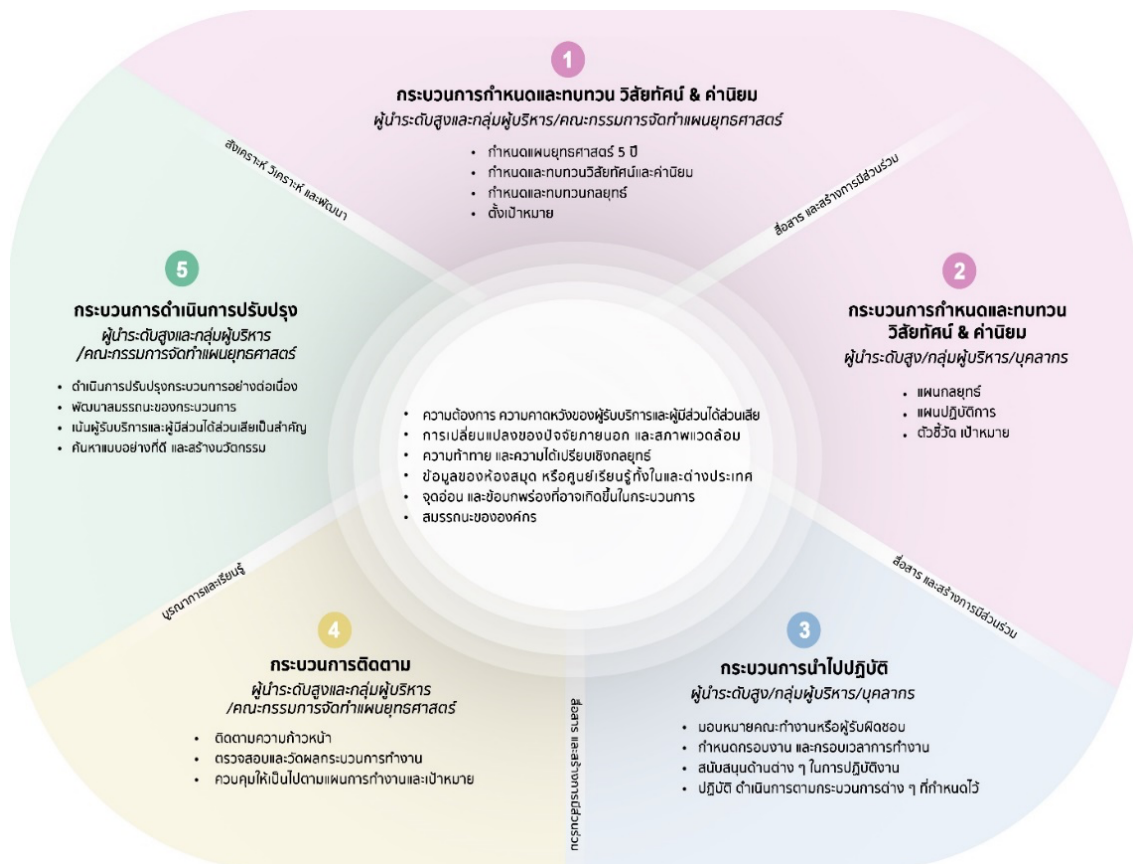 1
กระบวนการกำหนดและทบทวน วิสัยทัศน์ & ค่านิยม
ผู้นำระดับสูงและกลุ่มผู้บริหาร/คณะกรรมการจัดทำแผนยุทธศาสตร์
• กำหนดแผนยุทธศาสตร์ 5 ปี
• กำหนดและทบทวนวิสัยทัศน์และค่านิยม
• กำหนดและทบทวนกลยุทธ์
• ตั้งเป้าหมาย
สื่อสาร และสร้างการมีส่วนร่วม
2
กระบวนการกำหนดและทบทวน
วิสัยทัศน์ & ค่านิยม
ผู้นำระดับสูง/กลุ่มผู้บริหาร/บุคลากร
• แผนกลยุทธ์
• แผนปฏิบัติการ
• ตัวชี้วัด เป้าหมาย
สื่อสาร และสร้างการมีส่วนร่วม
3
กระบวนการนำไปปฏิบัติ
ผู้นำระดับสูง/กลุ่มผู้บริหาร/บุคลากร
• มอบหมายคณะทำงานหรือผู้รับผิดชอบ
• กำหนดกรอบงาน และกรอบเวลาการทำงาน
• สนับสนุนด้านต่าง ๆ ในการปฏิบัติงาน
• ปฏิบัติ ดำเนินการตามกระบวนการต่าง ๆ ที่กำหนดไว้
สื่อสาร และสร้างการมีส่วนร่วม
4
กระบวนการติดตาม
ผู้นำระดับสูงและกลุ่มผู้บริหาร
/คณะกรรมการจัดทำแผนยุทธศาสตร์
• ติดตามความก้าวหน้า
• ตรวจสอบและวัดผลกระบวนการทำงาน
• ควบคุมให้เป็นไปตามแผนการทำงานและเป้าหมาย
บูรณาการและเรียนรู้
5
กระบวนการดำเนินการปรับปรุง
ผู้นำระดับสูงและกลุ่มผู้บริหาร
/คณะกรรมการจัดทำแผนยุทธศาสตร์
• ดำเนินการปรับปรุงกระบวนการอย่างต่อเนื่อง
• พัฒนาสมรรถนะของกระบวนการ
• เน้นผู้รับบริการและผู้มีส่วนได้ส่วนเสียเป็นสำคัญ
• ค้นหาแบบอย่างที่ดี และสร้างนวัตกรรม
สังเคราะห์ วิเคราะห์ และพัฒนา
• ความต้องการ ความคาดหวังของผู้รับบริการและผู้มีส่วนได้ส่วนเสีย
• การเปลี่ยนแปลงของปัจจัยภายนอก และสภาพแวดล้อม
• ความท้าทาย และความได้เปรียบเชิงกลยุทธ์
• ข้อมูลของห้องสมุด หรือศูนย์เรียนรู้ทั้งในและต่างประเทศ
• จุดอ่อน และข้อบกพร่องที่อาจเกิดขึ้นในกระบวนการ
• สมรรถนะขององค์กร